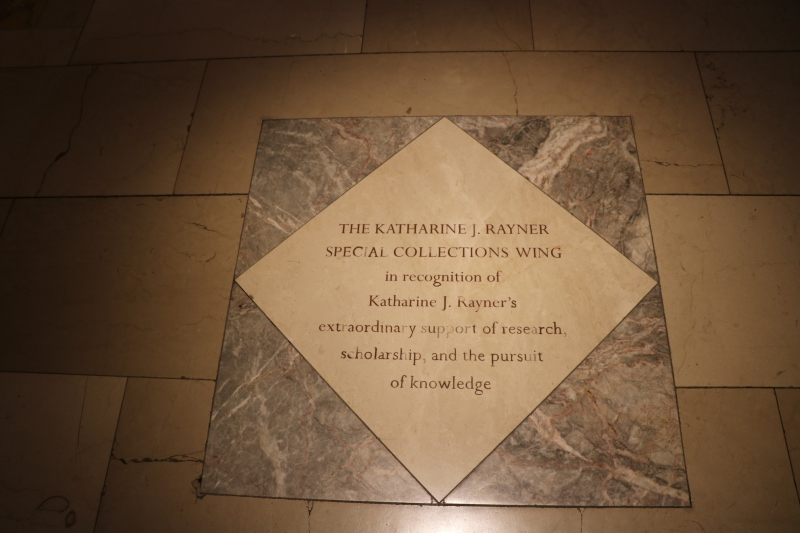 THE KATHARINE J. RAYNER
SPECIAL COLLECTIONS WING
in recognition of
Katharine J. Rayner's
extraordinary support of research,
scholarship, and the pursuit
of knowledge